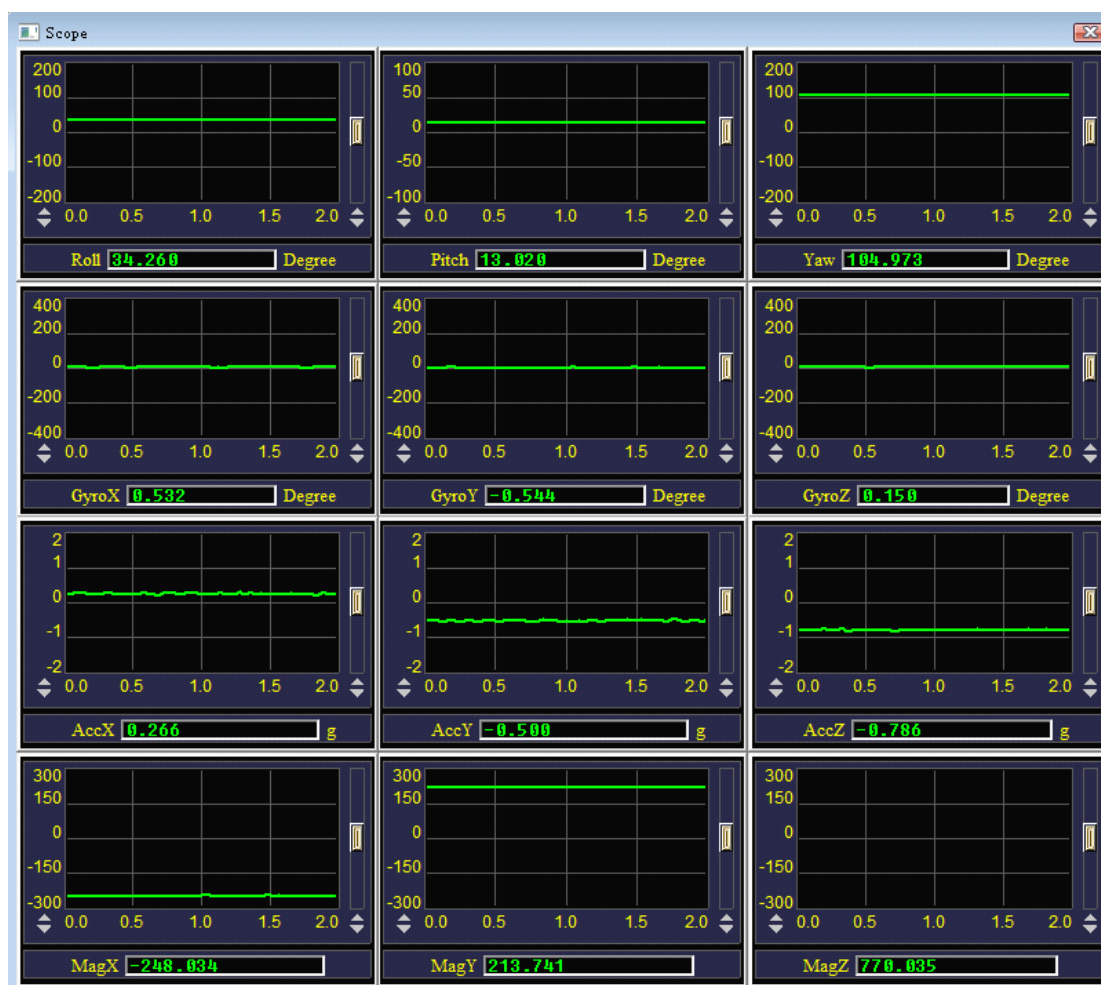 Scope
200
100
0
-100
-200
0.0 0.5 1.0 1.5 2.0
Roll 34.260 Degree
100
50
0
-50
-100
0.0 0.5 1.0 1.5 2.0
Pitch 13.020 Degree
200
100
0
-100
-200
0.0 0.5 1.0 1.5 2.0
Yaw 104.973 Degree
400
200
0
-200
-400
0.0 0.5 1.0 1.5 2.0
GyroX 0.532 Degree
400
200
0
-200
-400
0.0 0.5 1.0 1.5 2.0
GyroY -0.544 Degree
400
200
0
-200
-400
0.0 0.5 1.0 1.5 2.0
GyroZ 0.150 Degree
2
1
0
-1
-2
0.0 0.5 1.0 1.5 2.0
AccX 0.266 g
2
1
0
-1
-2
0.0 0.5 1.0 1.5 2.0
AccY -0.500 g
2
1
0
-1
-2
0.0 0.5 1.0 1.5 2.0
AccZ -0.786 g
300
150
0
-150
-300
0.0 0.5 1.0 1.5 2.0
MagX -248.034
300
150
0
-150
-300
0.0 0.5 1.0 1.5 2.0
MagY 213.741
300
150
0
-150
-300
0.0 0.5 1.0 1.5 2.0
MagZ 770.035